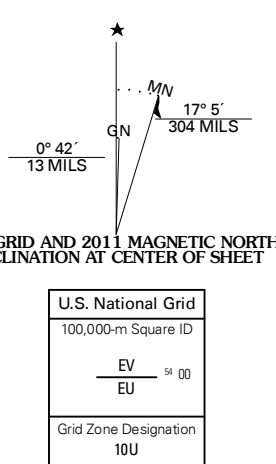 ★
MN
GN
17° 5´
304 MILS
0° 42´
13 MILS
GRID AND 2011 MAGNETIC NORTH
CLINATION AT CENTER OF SHEET
U.S. National Grid
100,000-m Square ID
EV
54 00
EU
Grid Zone Designation
10U